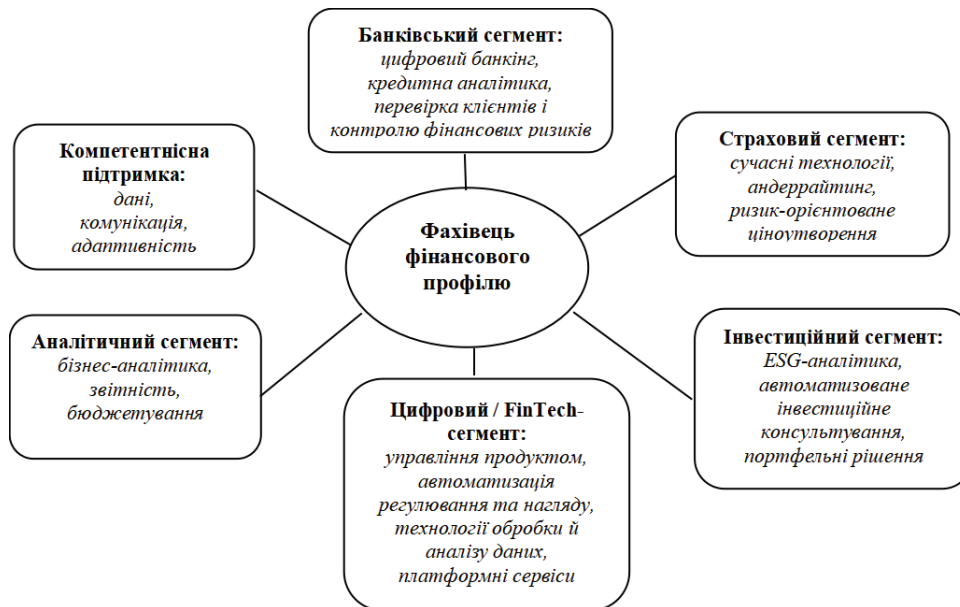 Банківський сегмент:
цифровий банкінг,
кредитна аналітика,
перевірка клієнтів і
контролю фінансових ризиків
Компетентнісна
підтримка:
дані,
комунікація,
адаптивність
Страховий сегмент:
сучасні технології,
андеррайтинг,
ризик-орієнтоване
ціноутворення
Фахівець
фінансового
профілю
Аналітичний сегмент:
бізнес-аналітика,
звітність,
бюджетування
Цифровий / FinTech-
сегмент:
управління продуктом,
автоматизація
регулювання та нагляду,
технології обробки й
аналізу даних,
платформні сервіси
Інвестиційний сегмент:
ESG-аналітика,
автоматизоване
інвестиційне
консультування,
портфельні рішення